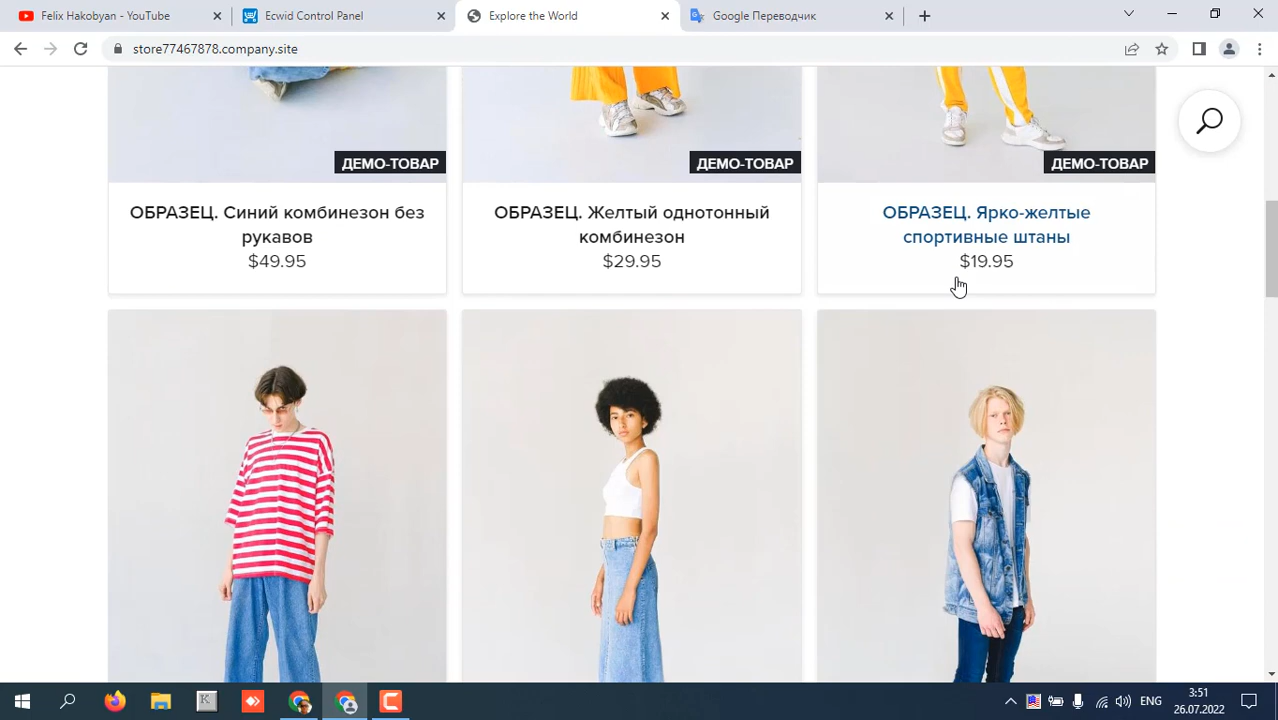 Felix Hakobyan - YouTube
Ecwid Control Panel
Explore the World
Google Переводчик
store77467878.company.site
ДЕМО-ТОВАР
ДЕМО-ТОВАР
ДЕМО-ТОВАР
ОБРАЗЕЦ. Синий комбинезон без
рукавов
$49.95
ОБРАЗЕЦ. Желтый однотонный
комбинезон
$29.95
ОБРАЗЕЦ. Ярко-желтые
спортивные штаны
$19.95
ENG
3:51
26.07.2022